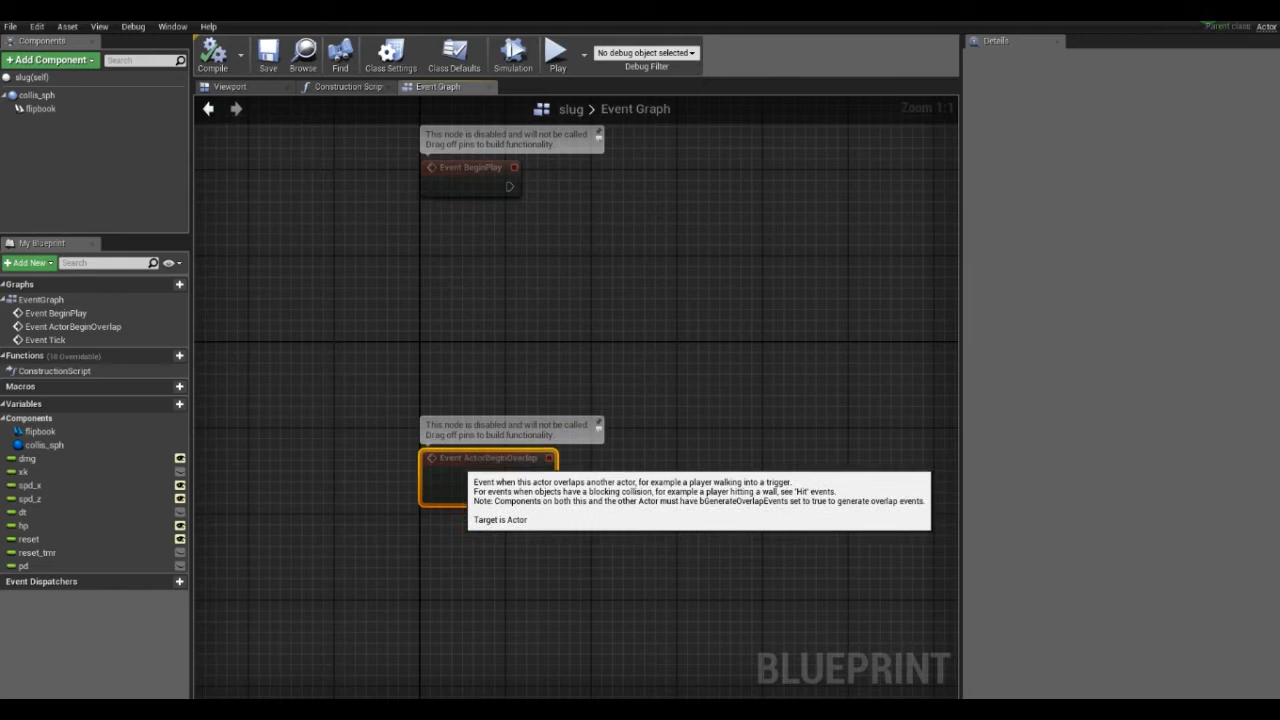 File Edit Asset View Debug Window Help
Parent class: Actor
Components
Details
+ Add Component
Search
Compile
Save
Browse
Find
Class Settings
Class Defaults
Simulation
Play
No debug object selected
Debug Filter
slug(self)
collis_sph
flipbook
Viewport
Construction Scrip
Event Graph
slug > Event Graph
Zoom 1:1
This node is disabled and will not be called.
Drag off pins to build functionality.
Event BeginPlay
My Blueprint
+ Add New
Search
Graphs
EventGraph
Event BeginPlay
Event ActorBeginOverlap
Event Tick
Functions (18 Overridable)
ConstructionScript
Macros
Variables
Components
flipbook
collis_sph
dmg
xk
spd_x
spd_z
dt
hp
reset
reset_tmr
pd
Event Dispatchers
This node is disabled and will not be called.
Drag off pins to build functionality.
Event ActorBeginOverlap
Event when this actor overlaps another actor, for example a player walking into a trigger.
For events when objects have a blocking collision, for example a player hitting a wall, see 'Hit' events.
Note: Components on both this and the other Actor must have bGenerateOverlapEvents set to true to generate overlap events.
Target is Actor
BLUEPRINT